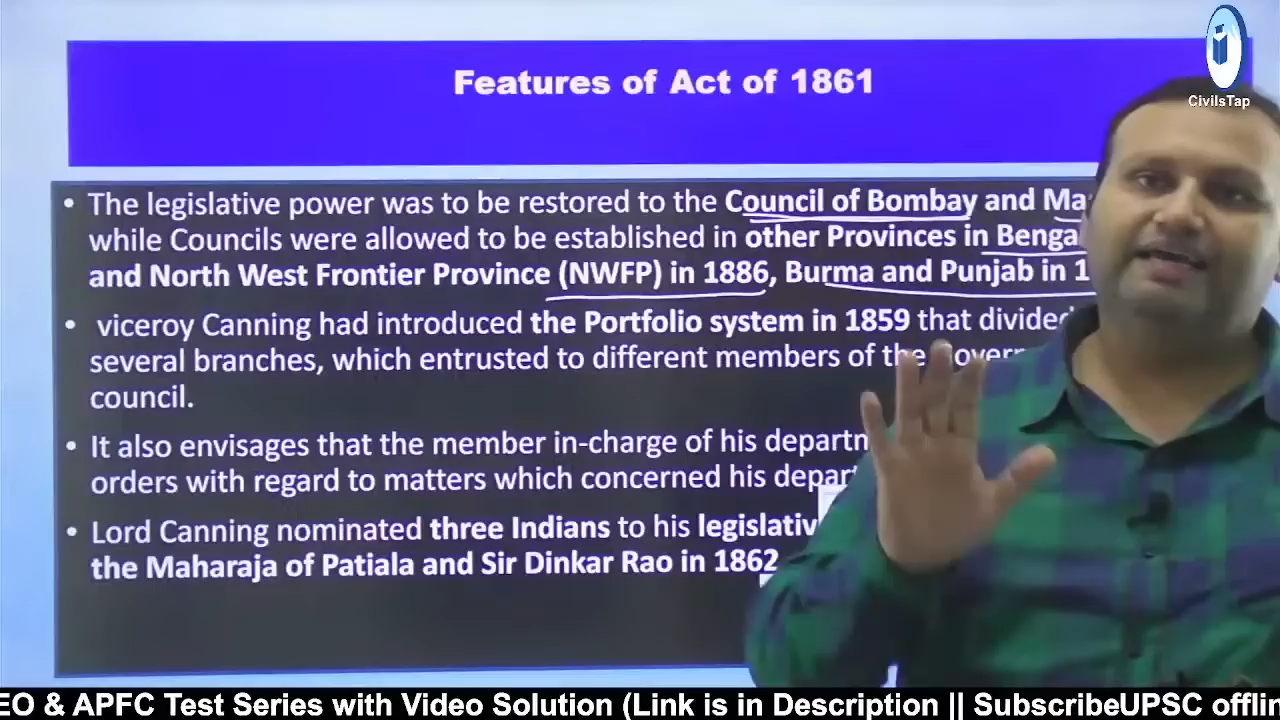 CivilsTap
Features of Act of 1861
• The legislative power was to be restored to the Council of Bombay and
while Councils were allowed to be established in other Provinces in
and North West Frontier Province (NWFP) in 1886, Burma and Punjab in
• viceroy Canning had introduced the Portfolio system in 1859 that
several branches, which entrusted to different members of the
council.
• It also envisages that the member in-charge of his
orders with regard to matters which concerned his
• Lord Canning nominated three Indians to his
the Maharaja of Patiala and Sir Dinkar Rao in 1862
EO & APFC Test Series with Video Solution (Link is in Description || SubscribeUPSC